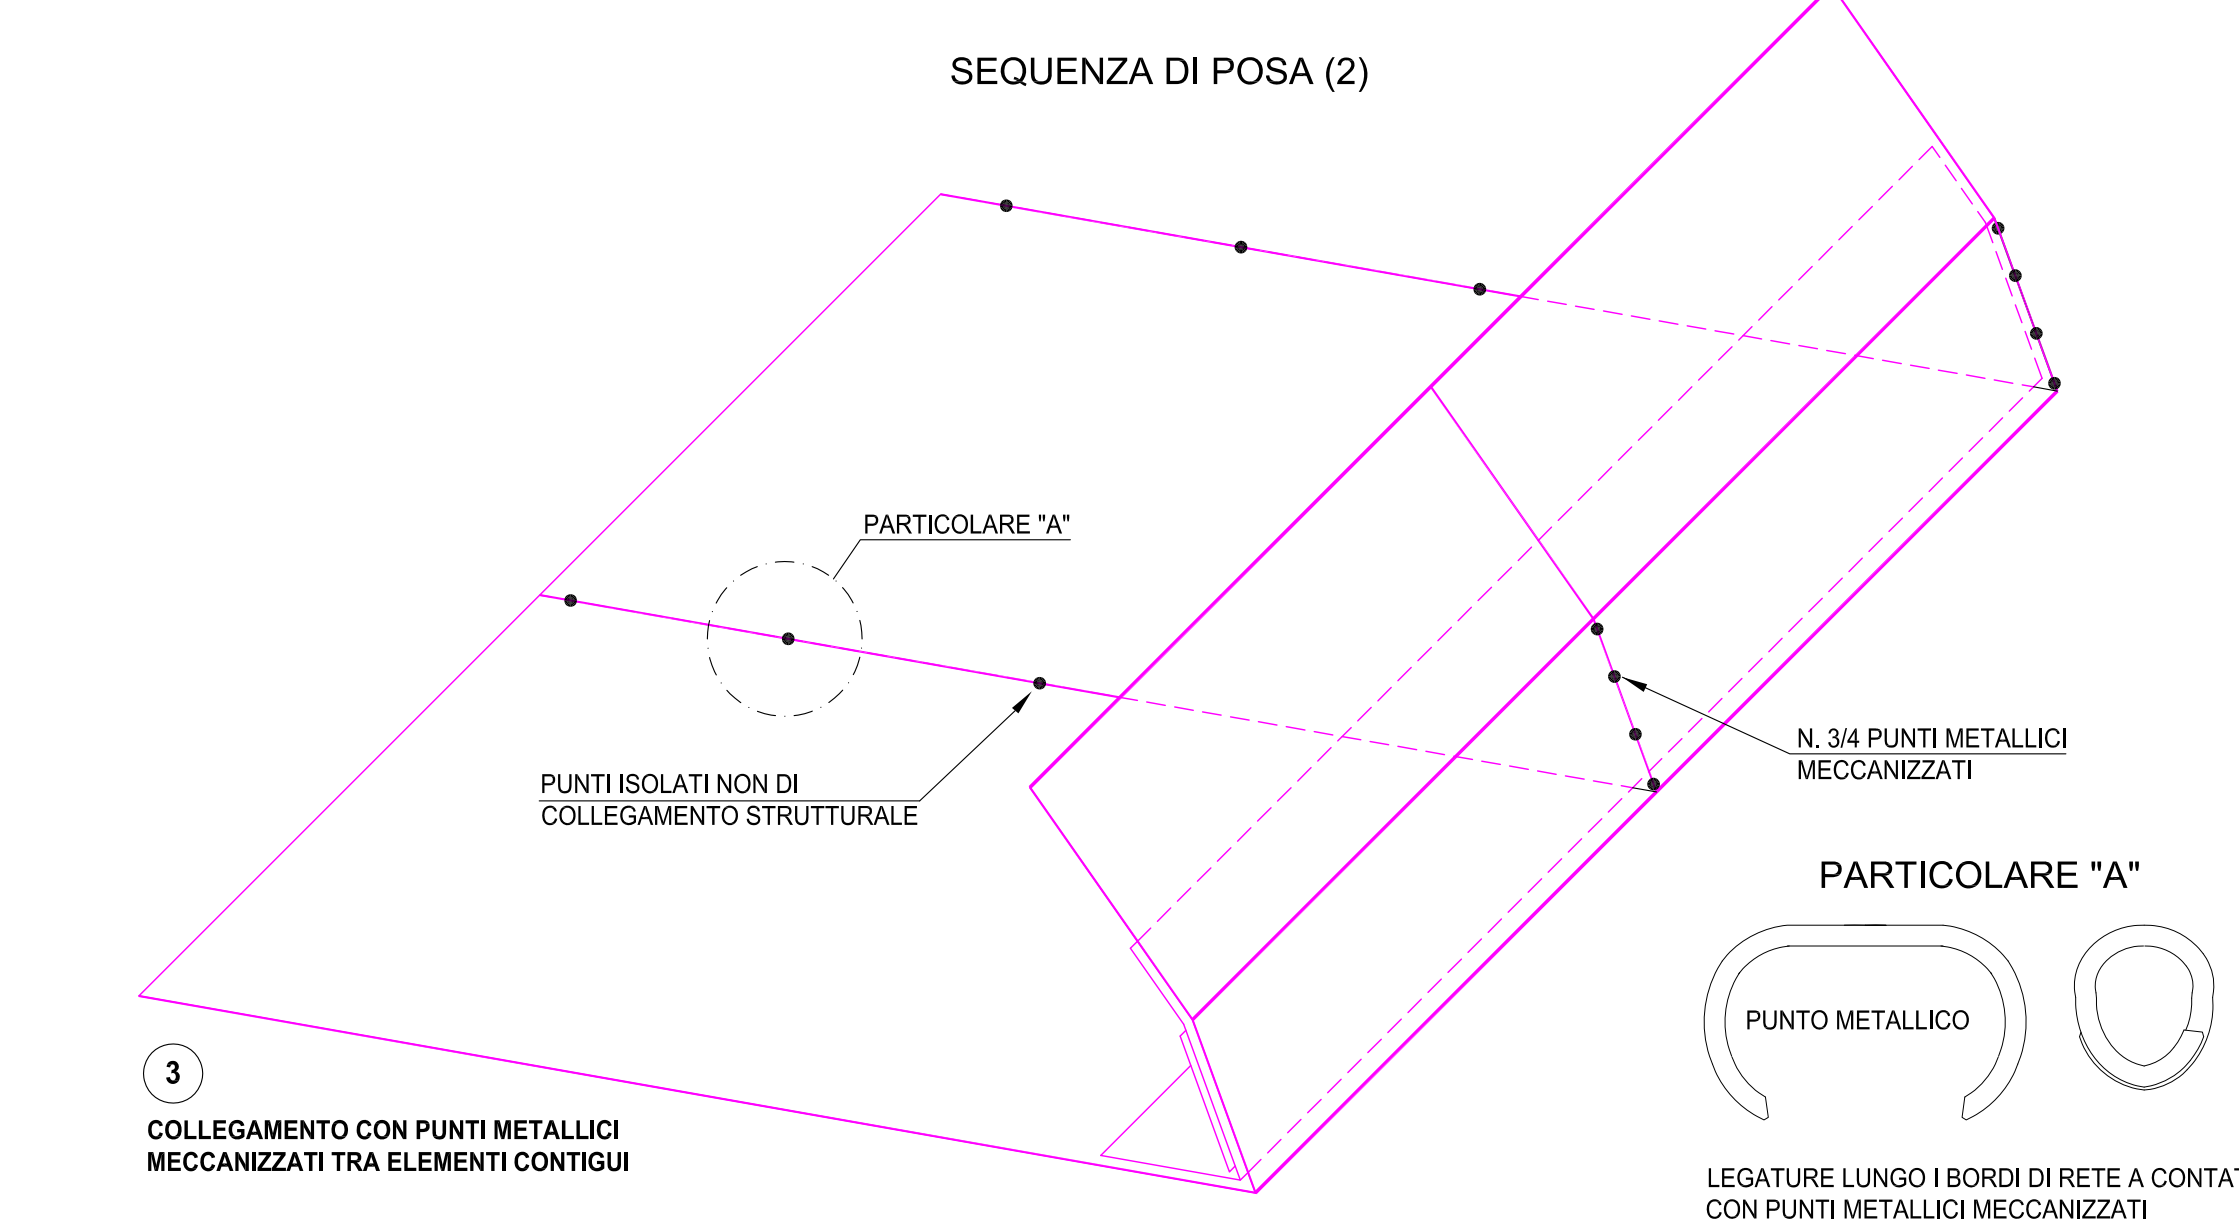 SEQUENZA DI POSA (2)
PARTICOLARE "A"
PUNTI ISOLATI NON DI
COLLEGAMENTO STRUTTURALE
N. 3/4 PUNTI METALLICI
MECCANIZZATI
PARTICOLARE "A"
PUNTO METALLICO
3
COLLEGAMENTO CON PUNTI METALLICI
MECCANIZZATI TRA ELEMENTI CONTIGUI
LEGATURE LUNGO I BORDI DI RETE A
CON PUNTI METALLICI MECCANIZZATI